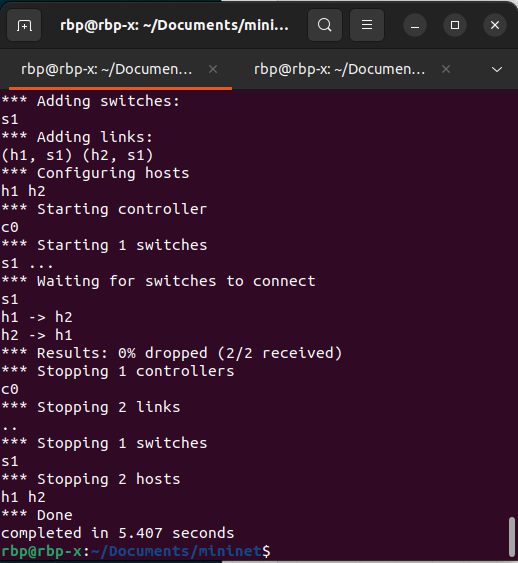 rbp@rbp-x: ~/Documents/mini...
rbp@rbp-x: ~/Documen...
rbp@rbp-x: ~/Documen...
*** Adding switches:
s1
*** Adding links:
(h1, s1) (h2, s1)
*** Configuring hosts
h1 h2
*** Starting controller
c0
*** Starting 1 switches
s1 ...
*** Waiting for switches to connect
s1
h1 -> h2
h2 -> h1
*** Results: 0% dropped (2/2 received)
*** Stopping 1 controllers
c0
*** Stopping 2 links
..
*** Stopping 1 switches
s1
*** Stopping 2 hosts
h1 h2
*** Done
completed in 5.407 seconds
rbp@rbp-x:~/Documents/mininet$